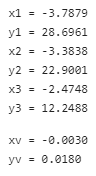 x1 = -3.7879
y1 = 28.6961
x2 = -3.3838
y2 = 22.9001
x3 = -2.4748
y3 = 12.2488
xv = -0.0030
yv = 0.0180